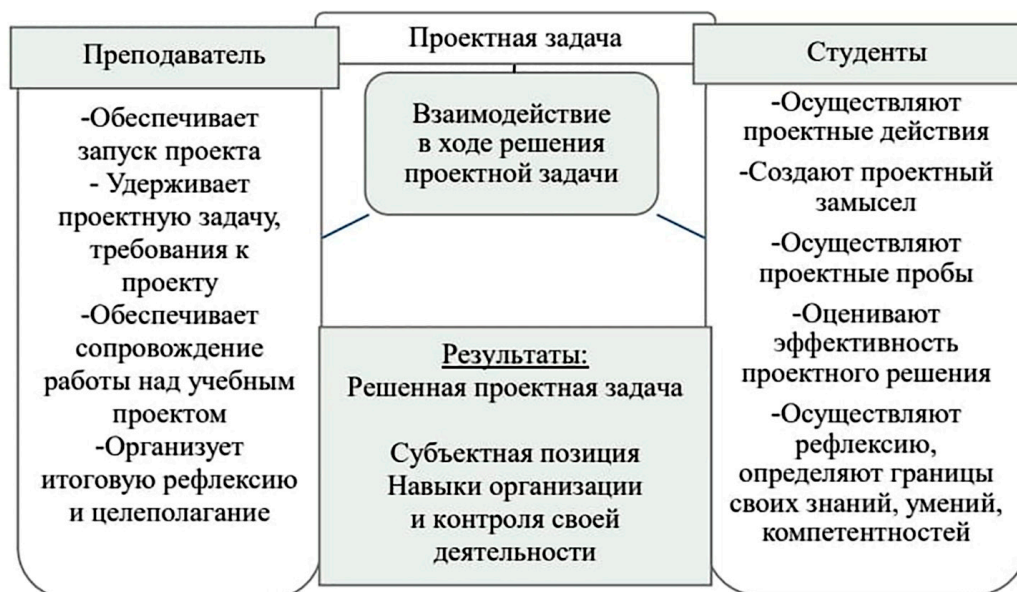 Преподаватель
-Обеспечивает
запуск проекта
- Удерживает
проектную задачу,
требования к
проекту
-Обеспечивает
сопровождение
работы над учебным
проектом
-Организует
итоговую рефлексию
и целеполагание
Проектная задача
Взаимодействие
в ходе решения
проектной задачи
Результаты:
Решенная проектная задача
Субъектная позиция
Навыки организации
и контроля своей
деятельности
Студенты
-Осуществляют
проектные действия
-Создают проектный
замысел
-Осуществляют
проектные пробы
-Оценивают
эффективность
проектного решения
-Осуществляют
рефлексию,
определяют границы
своих знаний, умений,
компетентностей